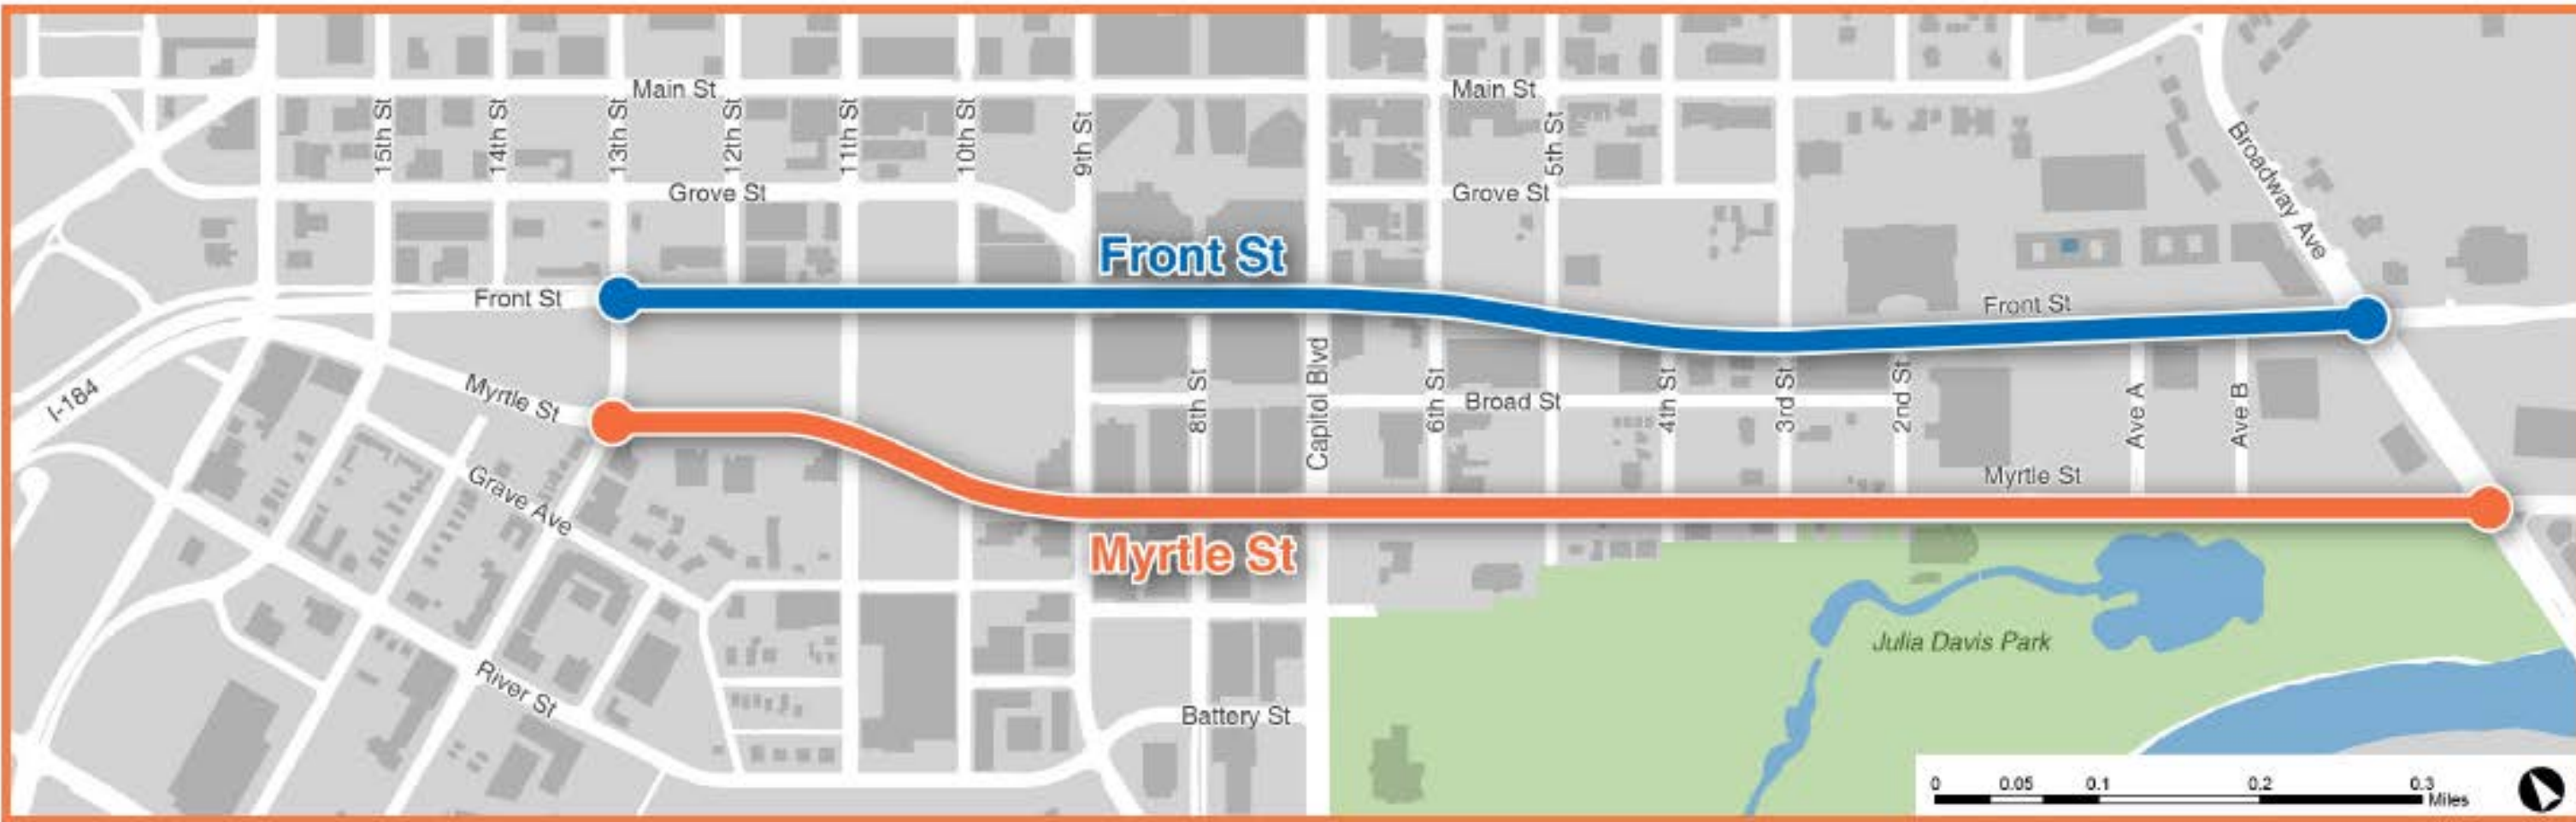 Main St
Main St
15th St
14th St
13th St
12th St
11th St
10th St
9th St
5th St
Broadway Ave
Grove St
Grove St
Front St
Front St
Front St
I-184
Myrtle St
8th St
Capitol Blvd
6th St
Broad St
4th St
3rd St
2nd St
Ave A
Ave B
Grave Ave
Myrtle St
Myrtle St
Julia Davis Park
River St
Battery St
0 0.05 0.1 0.2 0.3
Miles